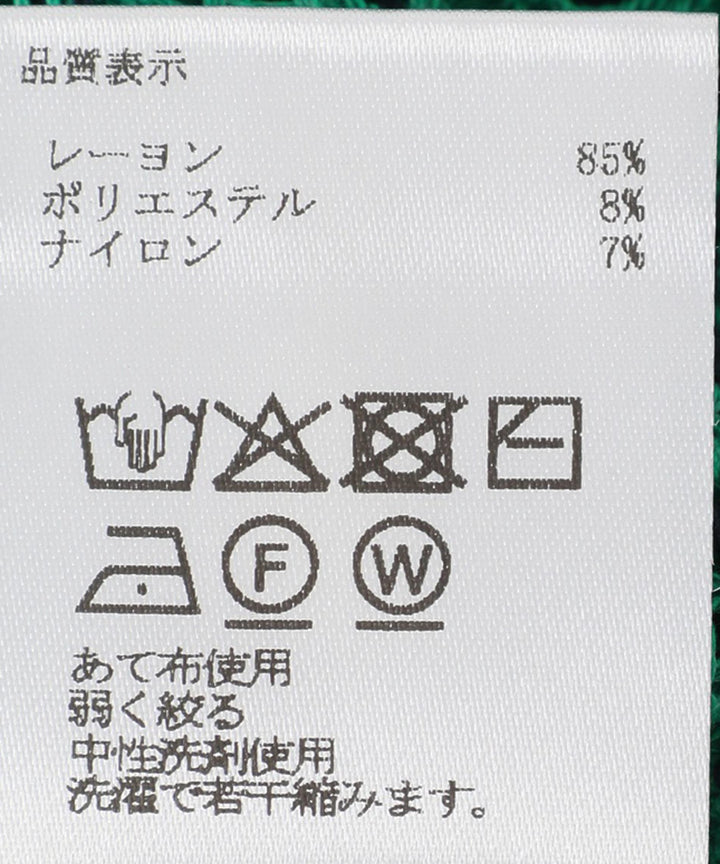 品質表示
レーヨン 85%
ポリエステル 8%
ナイロン 7%
F W
あて布使用
弱く絞る
中性洗剤使用
洗濯で若干縮みます。